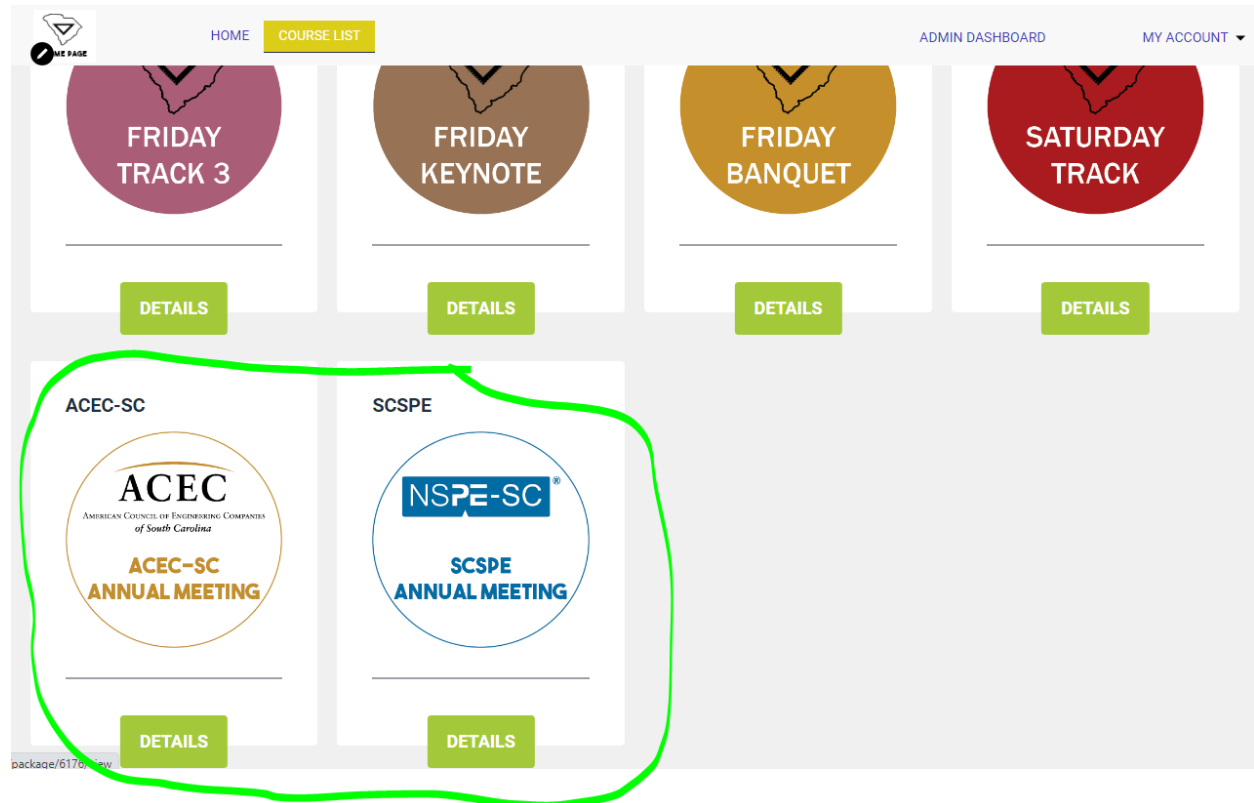 HOME COURSE LIST ADMIN DASHBOARD MY ACCOUNT
ME PAGE
FRIDAY
TRACK 3
FRIDAY
KEYNOTE
FRIDAY
BANQUET
SATURDAY
TRACK
DETAILS DETAILS DETAILS DETAILS
ACEC-SC
ACEC
AMERICAN COUNCIL OF ENGINEERING COMPANIES
of South Carolina
ACEC-SC
ANNUAL MEETING
DETAILS
SCSPE
NSPE-SC®
SCSPE
ANNUAL MEETING
DETAILS
package/6176/view